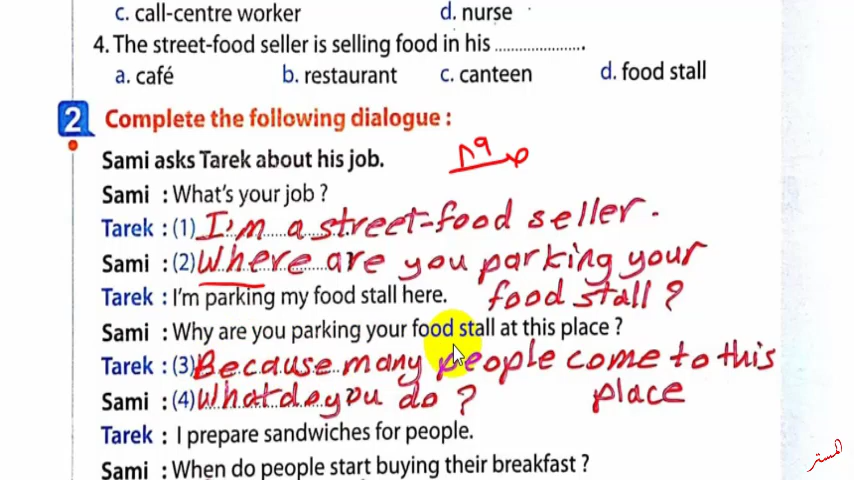 c. call-centre worker d. nurse
4. The street-food seller is selling food in his ......................
a. café b. restaurant c. canteen d. food stall
2 Complete the following dialogue :
Sami asks Tarek about his job. ص ٨٩
Sami : What's your job ?
Tarek : (1) I'm a street-food seller.
Sami : (2) Where are you parking your
food stall ?
Tarek : I'm parking my food stall here.
Sami : Why are you parking your food stall at this place ?
Tarek : (3) Because many people come to this
place
Sami : (4) What do you do ?
Tarek : I prepare sandwiches for people.
Sami : When do people start buying their breakfast ?
المستر